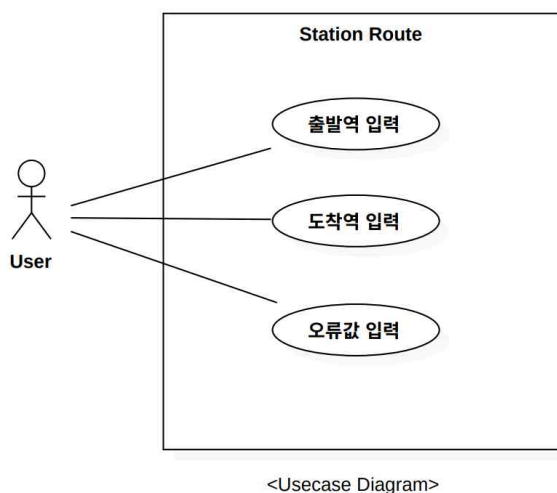 Station Route
출발역 입력
도착역 입력
User
오류값 입력
<Usecase Diagram>